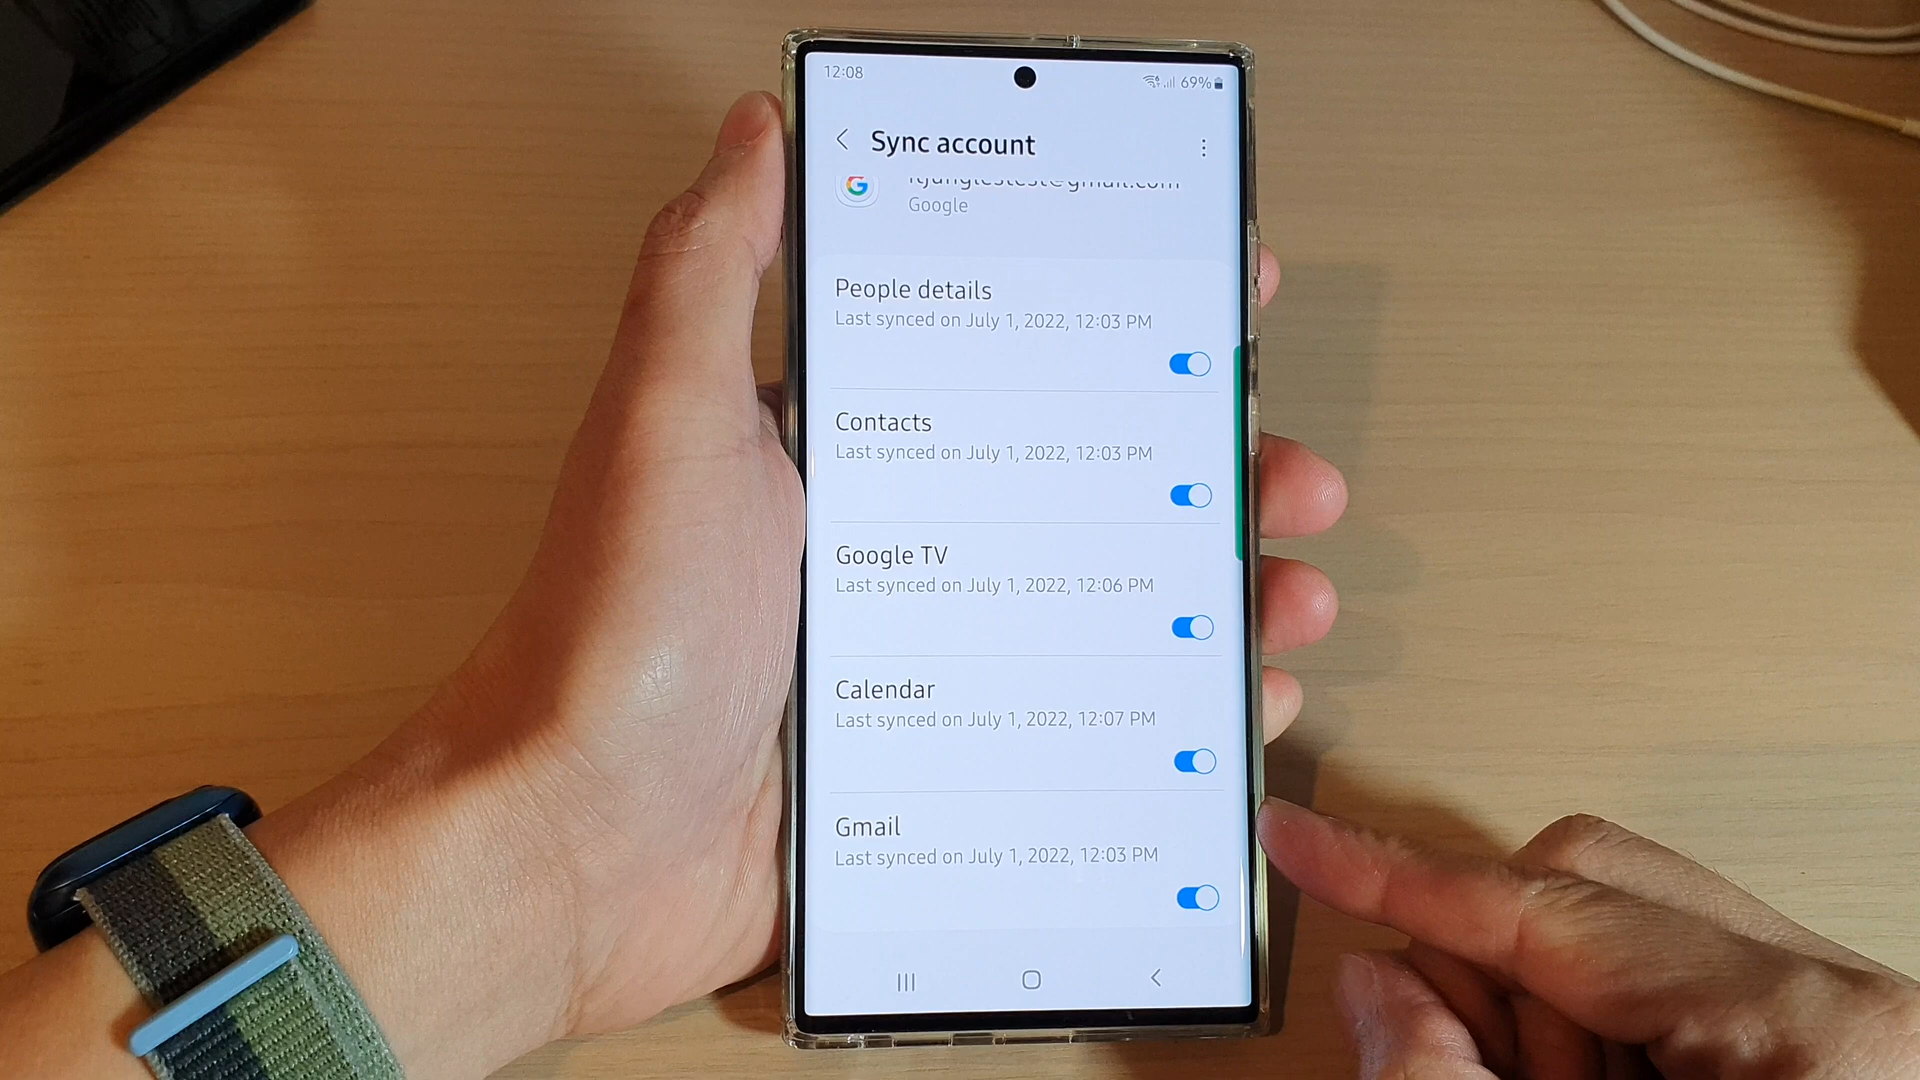 12:08
69%
Sync account
Google
People details
Last synced on July 1, 2022, 12:03 PM
Contacts
Last synced on July 1, 2022, 12:03 PM
Google TV
Last synced on July 1, 2022, 12:06 PM
Calendar
Last synced on July 1, 2022, 12:07 PM
Gmail
Last synced on July 1, 2022, 12:03 PM